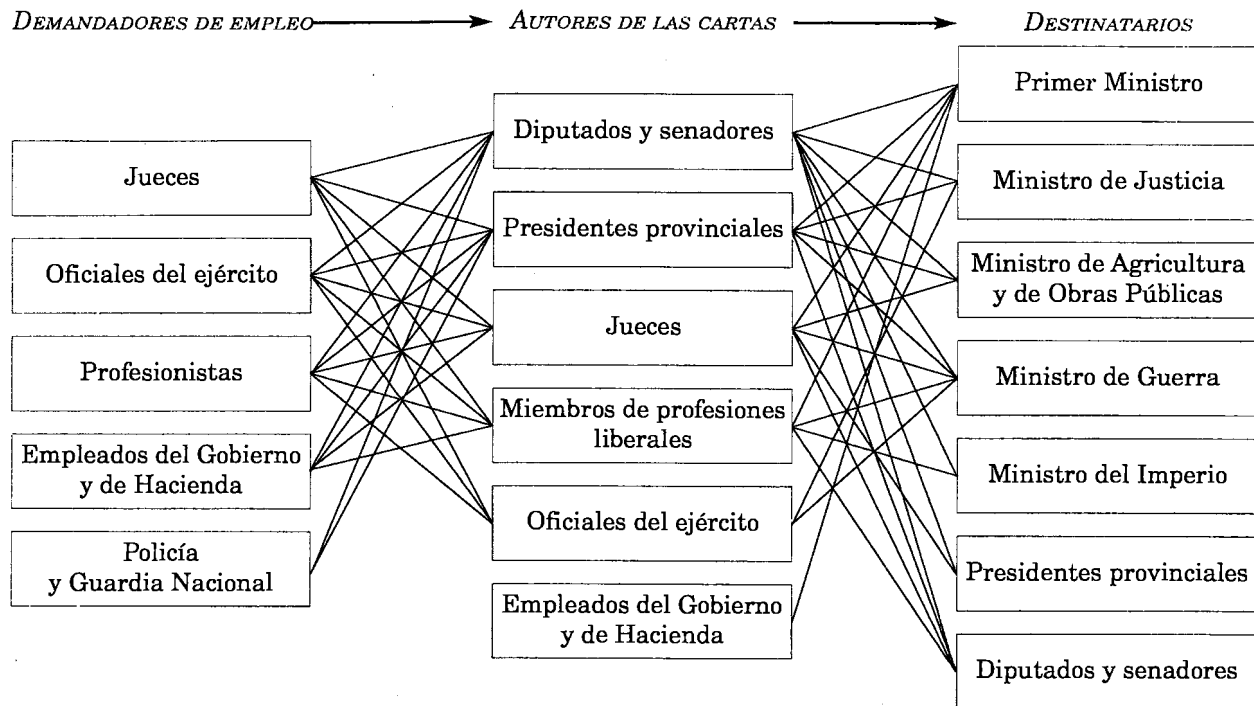 DEMANDADORES DE EMPLEO
AUTORES DE LAS CARTAS
DESTINATARIOS
Jueces
Oficiales del ejército
Profesionistas
Empleados del Gobierno
y de Hacienda
Policía
y Guardia Nacional
Diputados y senadores
Presidentes provinciales
Jueces
Miembros de profesiones
liberales
Oficiales del ejército
Empleados del Gobierno
y de Hacienda
Primer Ministro
Ministro de Justicia
Ministro de Agricultura
y de Obras Públicas
Ministro de Guerra
Ministro del Imperio
Presidentes provinciales
Diputados y senadores